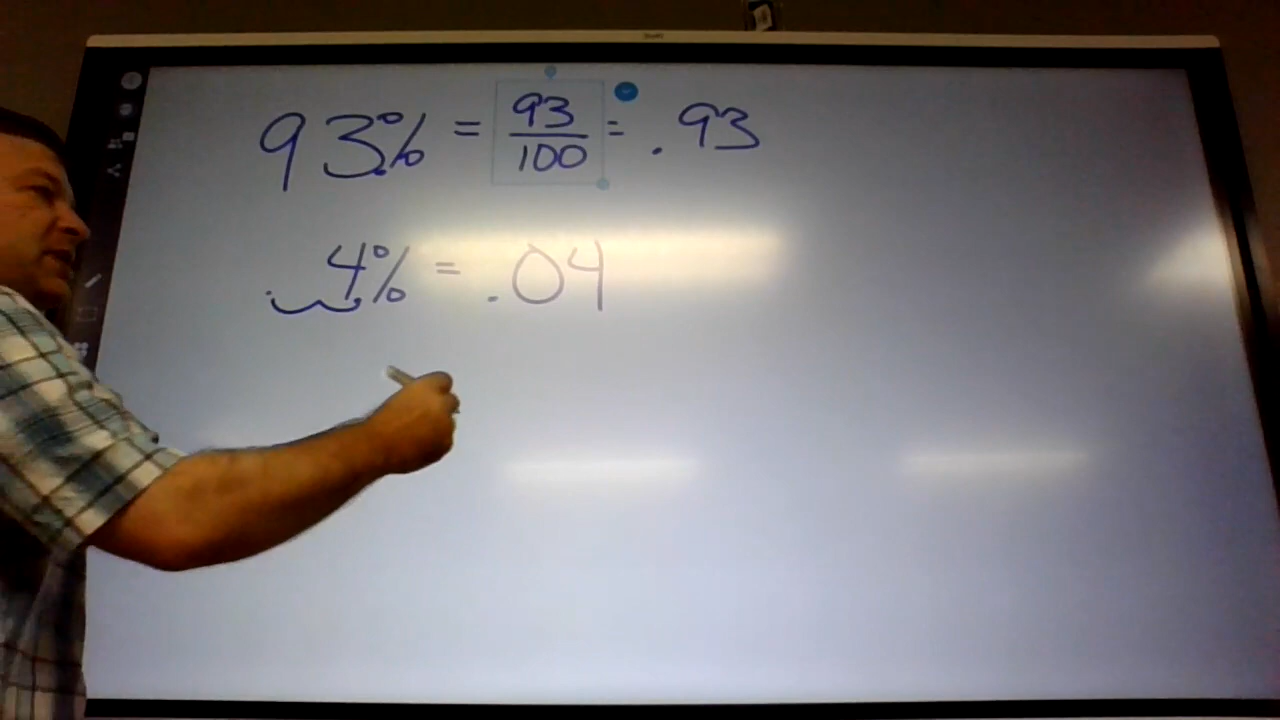 93% = 93/100 = .93
.4.% = .04